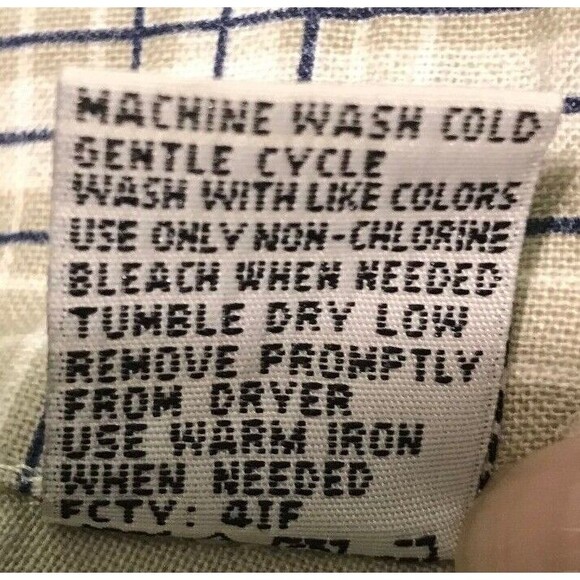 MACHINE WASH COLD
GENTLE CYCLE
WASH WITH LIKE COLORS
USE ONLY NON-CHLORINE
BLEACH WHEN NEEDED
TUMBLE DRY LOW
REMOVE PROMPTLY
FROM DRYER
USE WARM IRON
WHEN NEEDED
FCTY: QIF